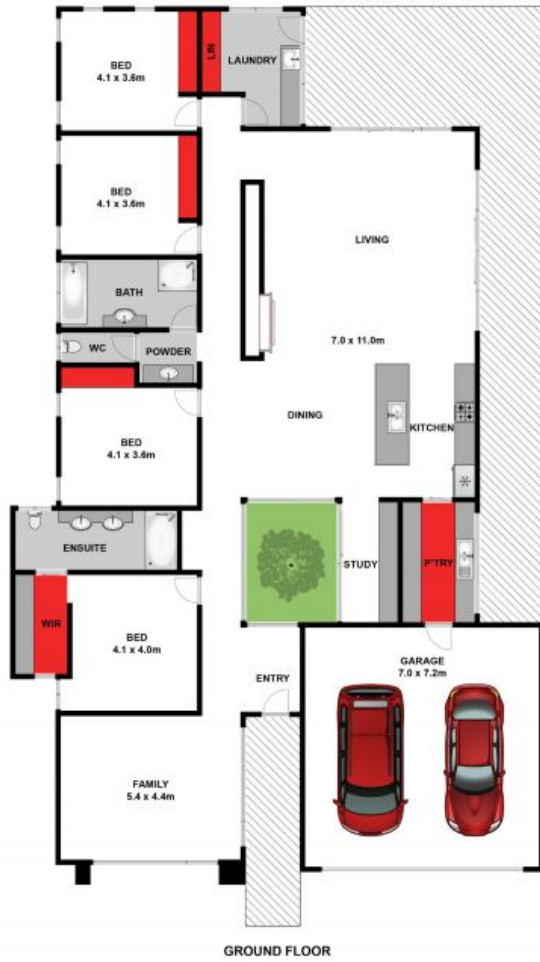 BED
4.1 x 3.6m
LIN
LAUNDRY
BED
4.1 x 3.6m
LIVING
BATH
7.0 x 11.0m
WC
POWDER
DINING
KITCHEN
BED
4.1 x 3.6m
ENSUITE
STUDY
P'TRY
WIR
BED
4.1 x 4.0m
GARAGE
7.0 x 7.2m
ENTRY
FAMILY
5.4 x 4.4m
GROUND FLOOR